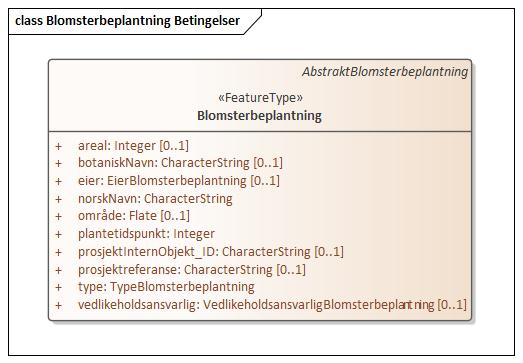 class Blomsterbeplantning Betingelser
AbstraktBlomsterbeplantning
«FeatureType»
Blomsterbeplantning
+ areal: Integer [0..1]
+ botaniskNavn: CharacterString [0..1]
+ eier: EierBlomsterbeplantning [0..1]
+ norskNavn: CharacterString
+ område: Flate [0..1]
+ plantetidspunkt: Integer
+ prosjektInternObjekt_ID: CharacterString [0..1]
+ prosjektreferanse: CharacterString [0..1]
+ type: TypeBlomsterbeplantning
+ vedlikeholdsansvarlig: VedlikeholdsansvarligBlomsterbeplantning [0..1]